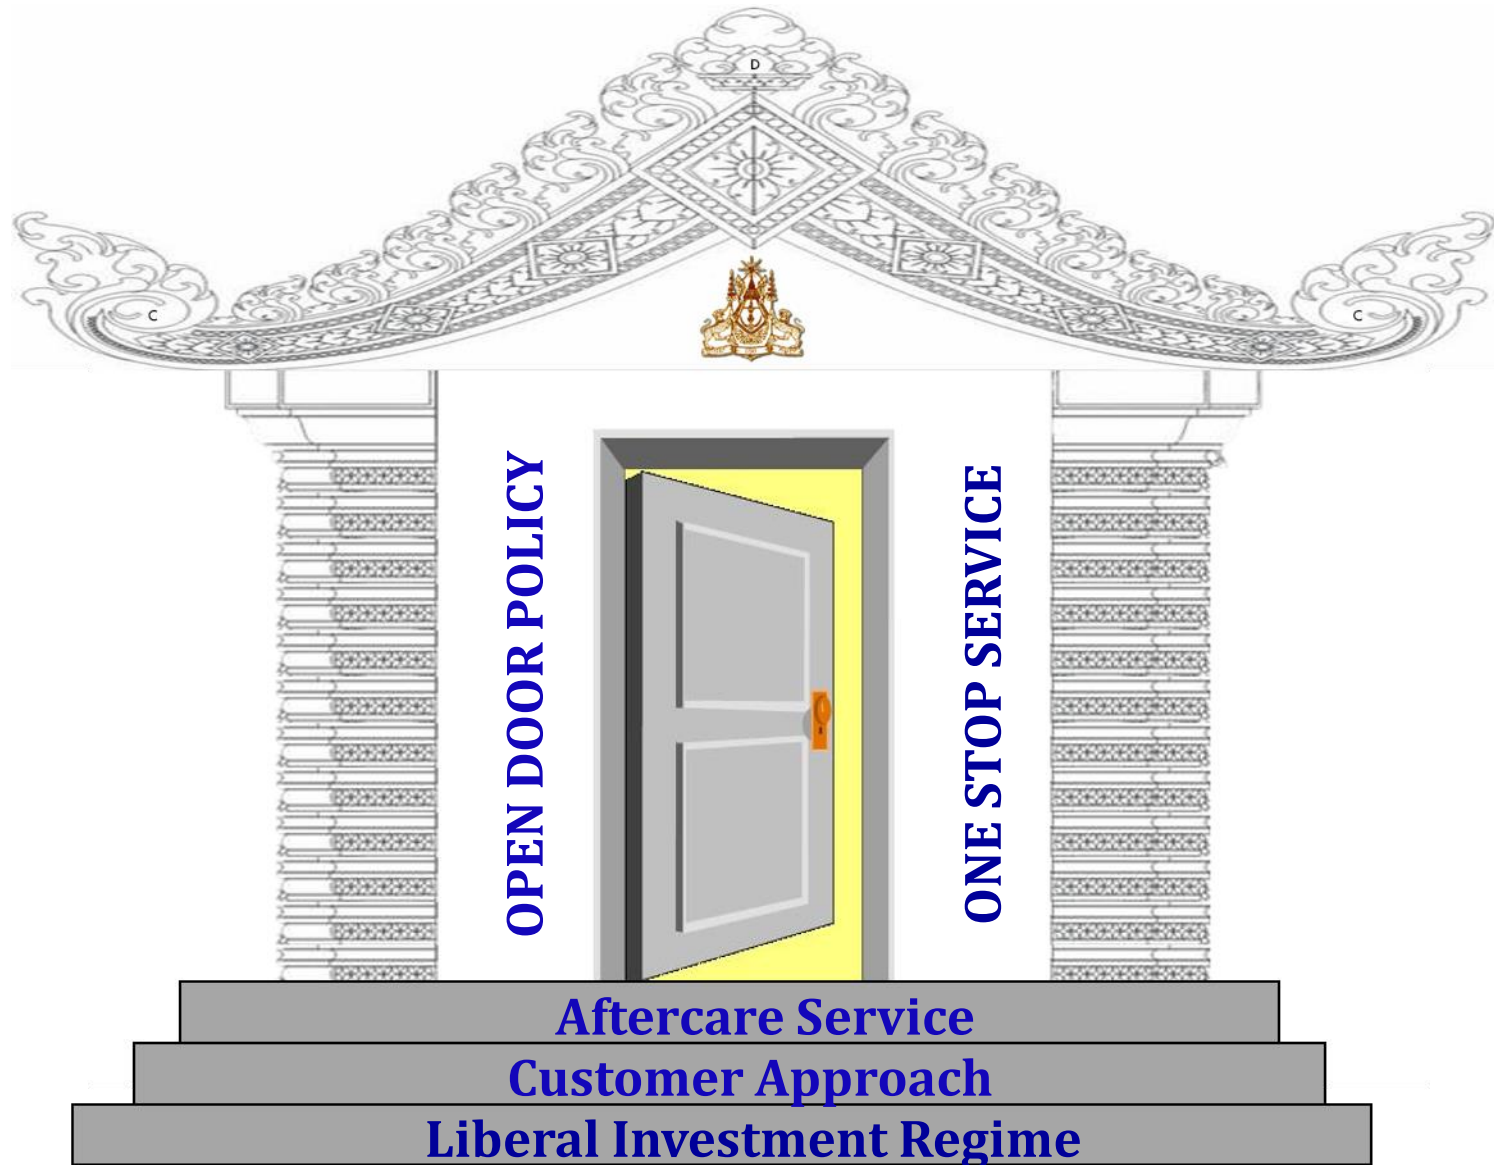 D
C
C
OPEN DOOR POLICY
ONE STOP SERVICE
Aftercare Service
Customer Approach
Liberal Investment Regime